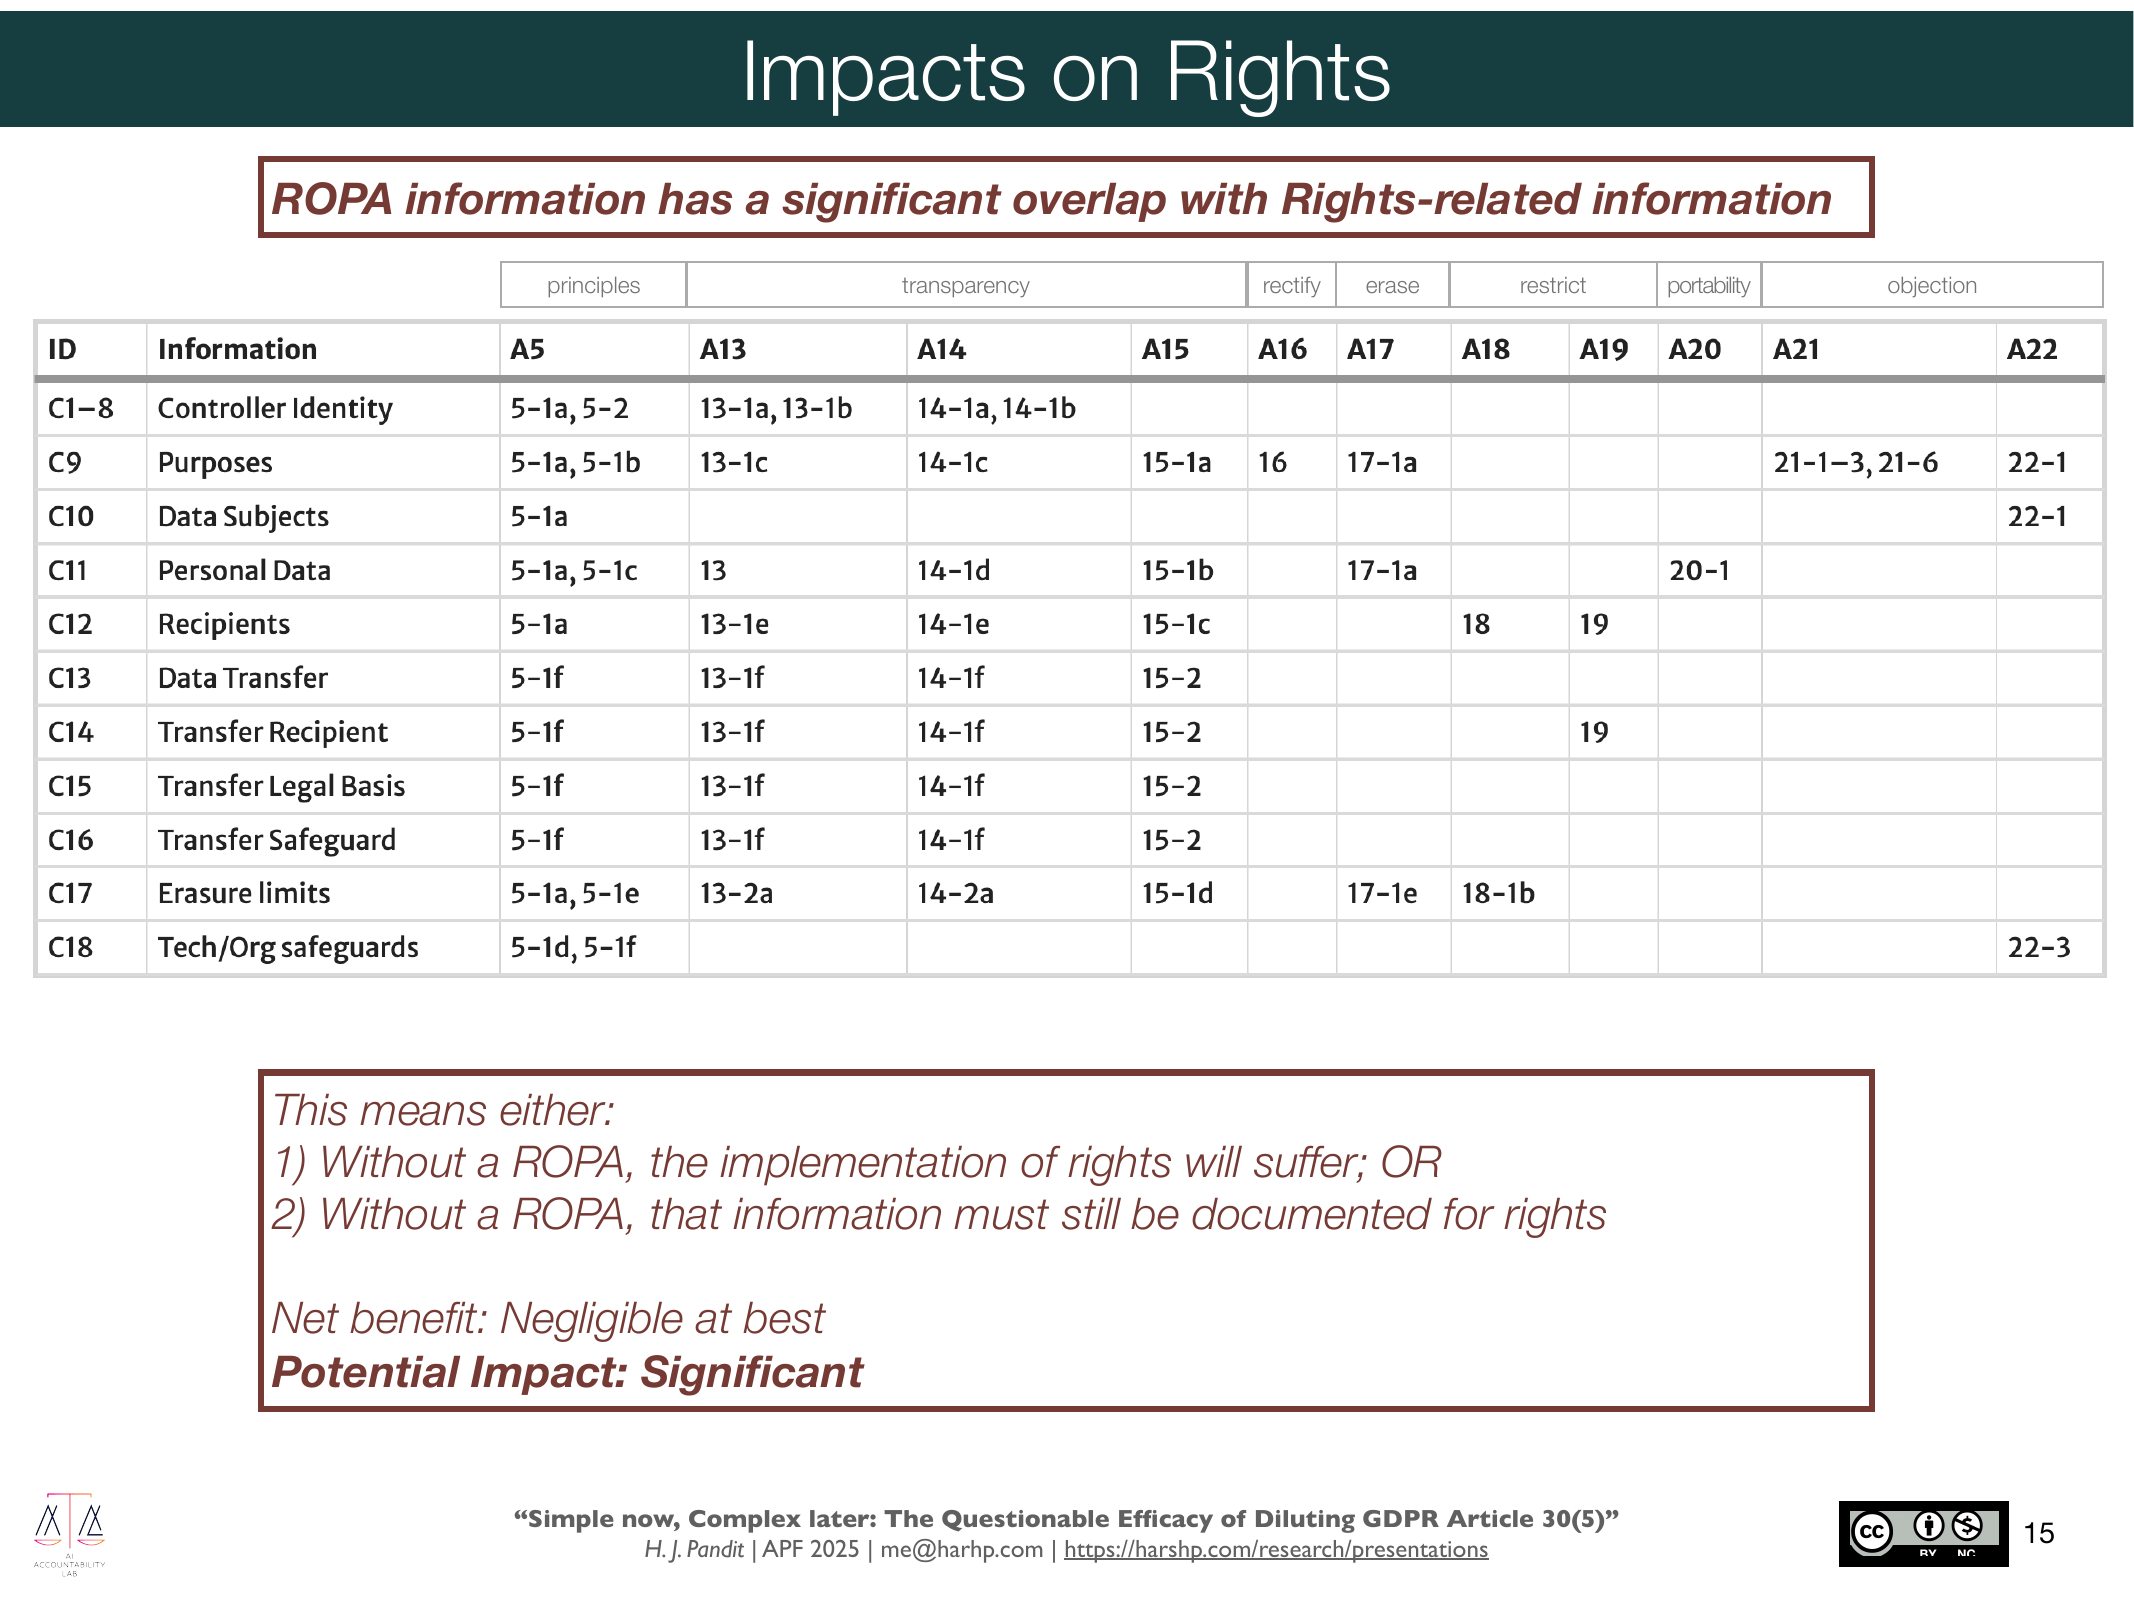 Impacts on Rights
ROPA information has a significant overlap with Rights-related information
principles transparency rectify erase restrict portability objection
ID Information A5 A13 A14 A15 A16 A17 A18 A19 A20 A21 A22
C1–8 Controller Identity 5-1a, 5-2 13-1a, 13-1b 14-1a, 14-1b
C9 Purposes 5-1a, 5-1b 13-1c 14-1c 15-1a 16 17-1a 21-1–3, 21-6 22-1
C10 Data Subjects 5-1a 22-1
C11 Personal Data 5-1a, 5-1c 13 14-1d 15-1b 17-1a 20-1
C12 Recipients 5-1a 13-1e 14-1e 15-1c 18 19
C13 Data Transfer 5-1f 13-1f 14-1f 15-2
C14 Transfer Recipient 5-1f 13-1f 14-1f 15-2 19
C15 Transfer Legal Basis 5-1f 13-1f 14-1f 15-2
C16 Transfer Safeguard 5-1f 13-1f 14-1f 15-2
C17 Erasure limits 5-1a, 5-1e 13-2a 14-2a 15-1d 17-1e 18-1b
C18 Tech/Org safeguards 5-1d, 5-1f 22-3
This means either:
1) Without a ROPA, the implementation of rights will suffer; OR
2) Without a ROPA, that information must still be documented for rights
Net benefit: Negligible at best
Potential Impact: Significant
AI
ACCOUNTABILITY
LAB
“Simple now, Complex later: The Questionable Efficacy of Diluting GDPR Article 30(5)”
H. J. Pandit | APF 2025 | me@harhp.com | https://harshp.com/research/presentations
cc
BY NC
15